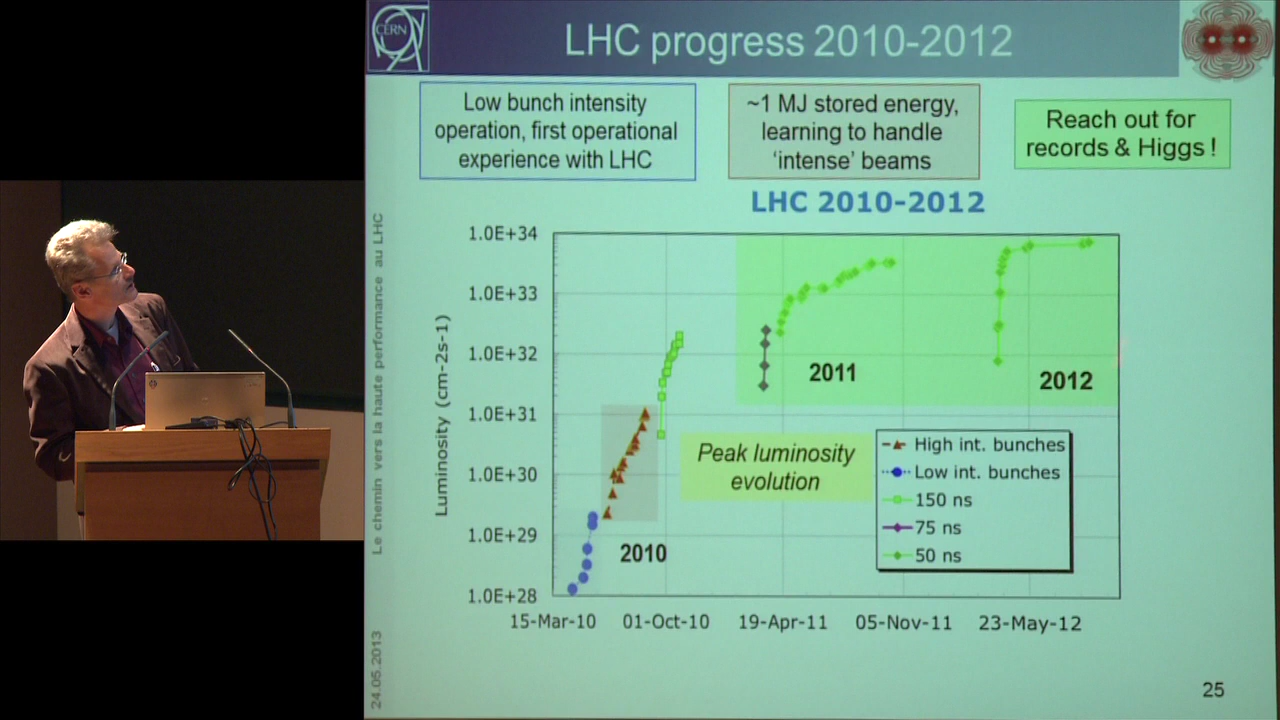 CERN
LHC progress 2010-2012
Low bunch intensity
operation, first operational
experience with LHC
~1 MJ stored energy,
learning to handle
‘intense’ beams
Reach out for
records & Higgs !
LHC 2010-2012
Luminosity (cm-2s-1)
1.0E+34
1.0E+33
1.0E+32
1.0E+31
1.0E+30
1.0E+29
1.0E+28
2010
2011
2012
Peak luminosity
evolution
High int. bunches
Low int. bunches
150 ns
75 ns
50 ns
15-Mar-10 01-Oct-10 19-Apr-11 05-Nov-11 23-May-12
Le chemin vers la haute performance au LHC
24.05.2013
25